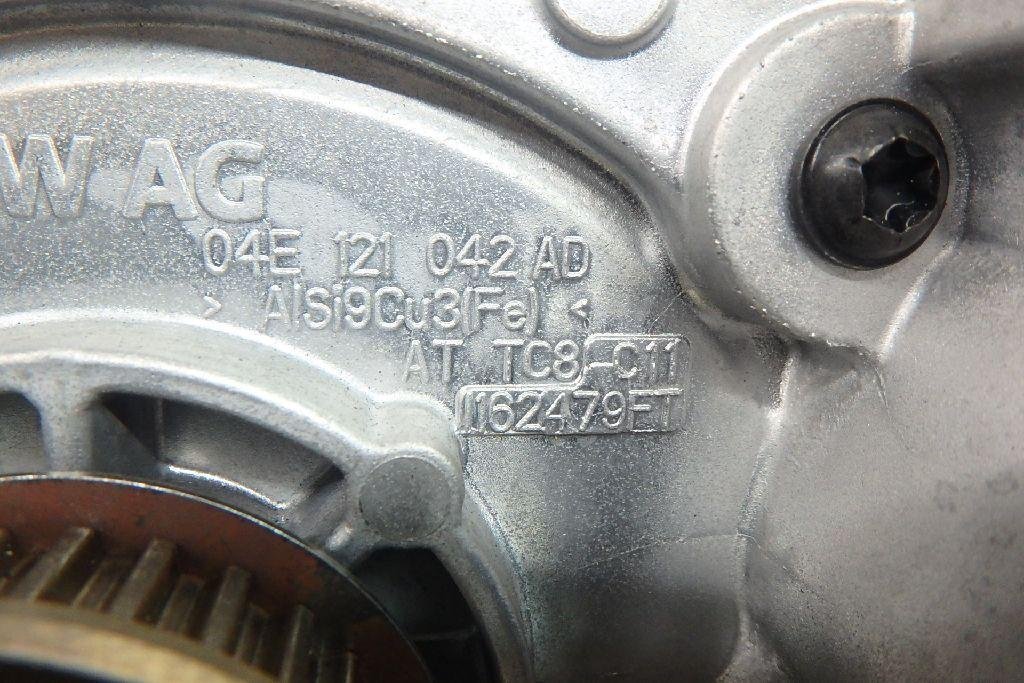 W AG
04E 121 042 AD
> AlSi9Cu3(Fe) <
AT TC8-C11
162479ET